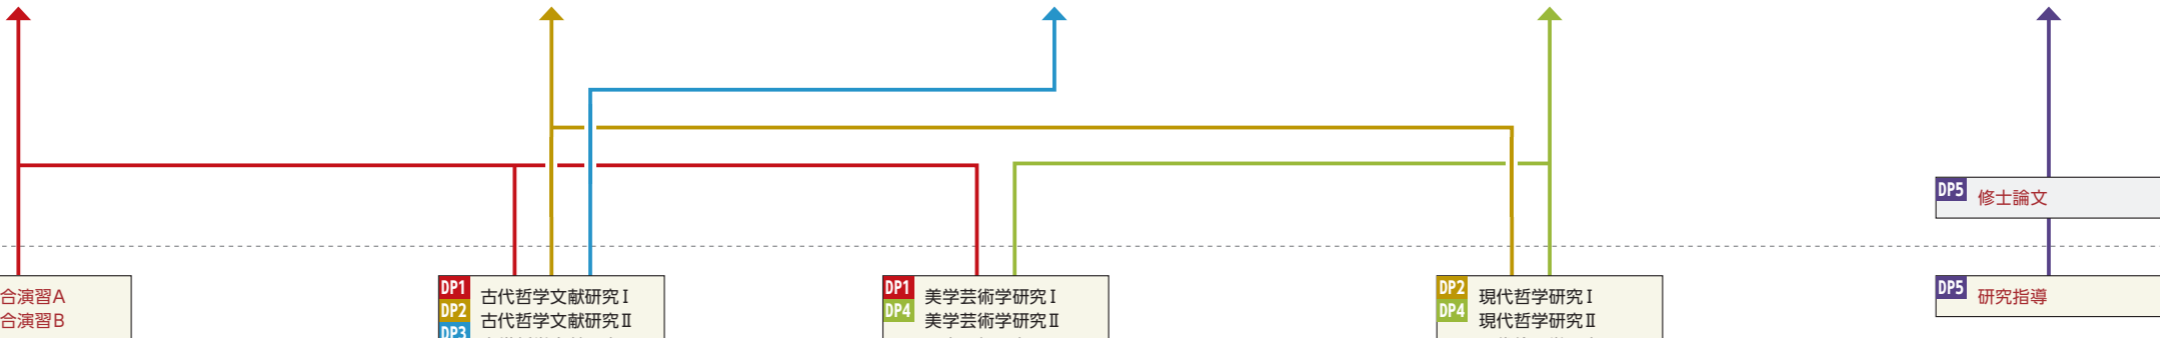 DP5 修士論文
合演習A
合演習B
DP1
DP2
DP3
古代哲学文献研究Ⅰ
古代哲学文献研究Ⅱ
DP1
DP4
美学芸術学研究Ⅰ
美学芸術学研究Ⅱ
DP2
DP4
現代哲学研究Ⅰ
現代哲学研究Ⅱ
DP5 研究指導